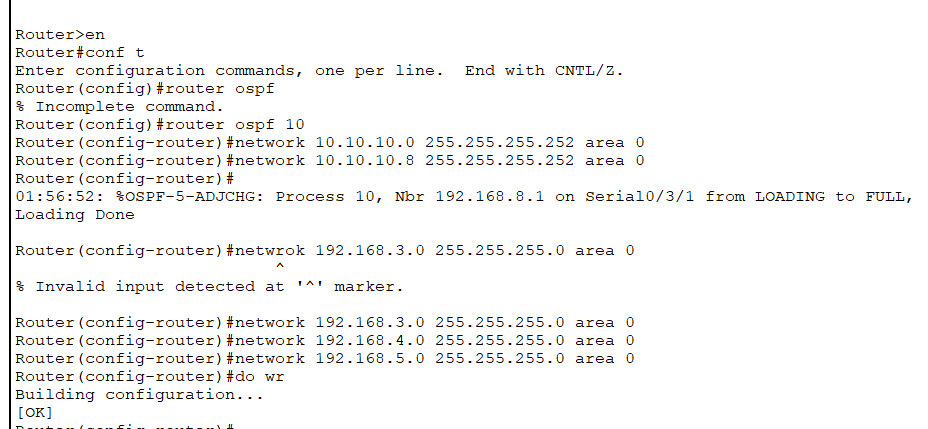 Router>en
Router#conf t
Enter configuration commands, one per line.  End with CNTL/Z.
Router(config)#router ospf
% Incomplete command.
Router(config)#router ospf 10
Router(config-router)#network 10.10.10.0 255.255.255.252 area 0
Router(config-router)#network 10.10.10.8 255.255.255.252 area 0
Router(config-router)#
01:56:52: %OSPF-5-ADJCHG: Process 10, Nbr 192.168.8.1 on Serial0/3/1 from LOADING to FULL,
Loading Done
Router(config-router)#netwrok 192.168.3.0 255.255.255.0 area 0
^
% Invalid input detected at '^' marker.
Router(config-router)#network 192.168.3.0 255.255.255.0 area 0
Router(config-router)#network 192.168.4.0 255.255.255.0 area 0
Router(config-router)#network 192.168.5.0 255.255.255.0 area 0
Router(config-router)#do wr
Building configuration...
[OK]
Router(config-router)#